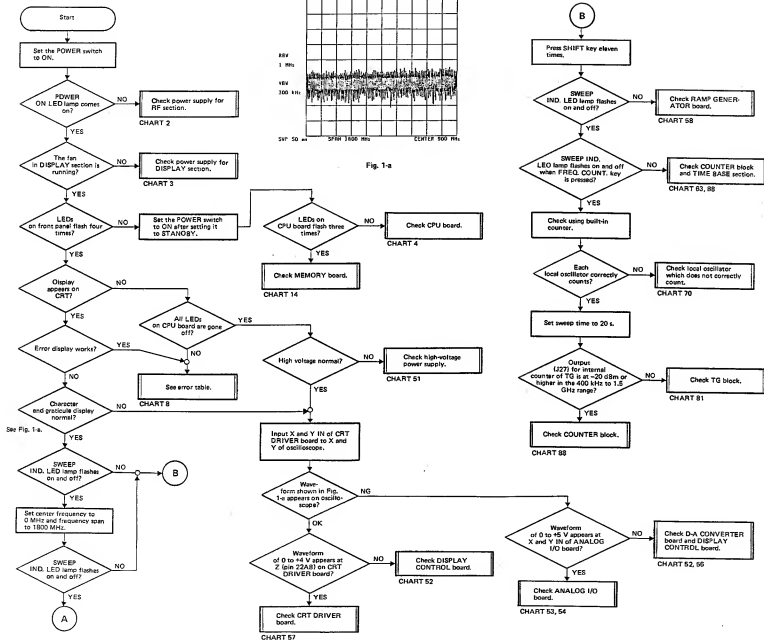 Start
Set the POWER switch
to ON.
POWER
ON LED lamp comes
on?
NO
Check power supply for
RF section.
CHART 2
YES
The fan
in DISPLAY section is
running?
NO
Check power supply for
DISPLAY section.
CHART 3
YES
LEDs
on front panel flash four
times?
NO
Set the POWER switch
to ON after setting it
to STANDBY.
LEDs on
CPU board flash three
times?
NO
Check CPU board.
CHART 4
YES
Check MEMORY board.
CHART 14
YES
Display
appears on
CRT?
NO
All LEDs
on CPU board are gone
off?
YES
NO
YES
Error display works?
YES
See error table.
CHART 8
High voltage normal?
NO
Check high-voltage
power supply.
CHART 51
YES
NO
Character
and graticule display
normal?
NO
See Fig. 1-a.
YES
Input X and Y IN of CRT
DRIVER board to X and
Y of oscilloscope.
SWEEP
IND. LED lamp flashes
on and off?
NO
B
YES
Set center frequency to
0 MHz and frequency span
to 1800 MHz.
SWEEP
IND. LED lamp flashes
on and off?
NO
YES
A
Wave-
form shown in Fig.
1-a appears on oscillo-
scope?
NG
OK
Waveform
of 0 to +4 V appears at
Z (pin 22A8) on CRT
DRIVER board?
NO
Check DISPLAY
CONTROL board.
CHART 52
YES
Check CRT DRIVER
board.
CHART 57
Waveform
of 0 to +5 V appears at
X and Y IN of ANALOG
I/O board?
NO
Check D-A CONVERTER
board and DISPLAY
CONTROL board.
CHART 52, 56
YES
Check ANALOG I/O
board.
CHART 53, 54
RBW
1 MHz
VBW
300 kHz
SWP 50 ms
SPAN 1800 MHz
CENTER 900 MHz
Fig. 1-a
B
Press SHIFT key eleven
times.
SWEEP
IND. LED lamp flashes
on and off?
NO
Check RAMP GENER-
ATOR board.
CHART 58
YES
SWEEP IND.
LEO lamp flashes on and off
when FREQ. COUNT. key
is pressed?
NO
Check COUNTER block
and TIME BASE section.
CHART 63, 88
YES
Check using built-in
counter.
Each
local oscillator correctly
counts?
NO
Check local oscillator
which does not correctly
count.
CHART 70
YES
Set sweep time to 20 s.
Output
(J27) for internal
counter of TG is at -20 dBm or
higher in the 400 kHz to 1.5
GHz range?
NO
Check TG block.
CHART 81
YES
Check COUNTER block.
CHART 88